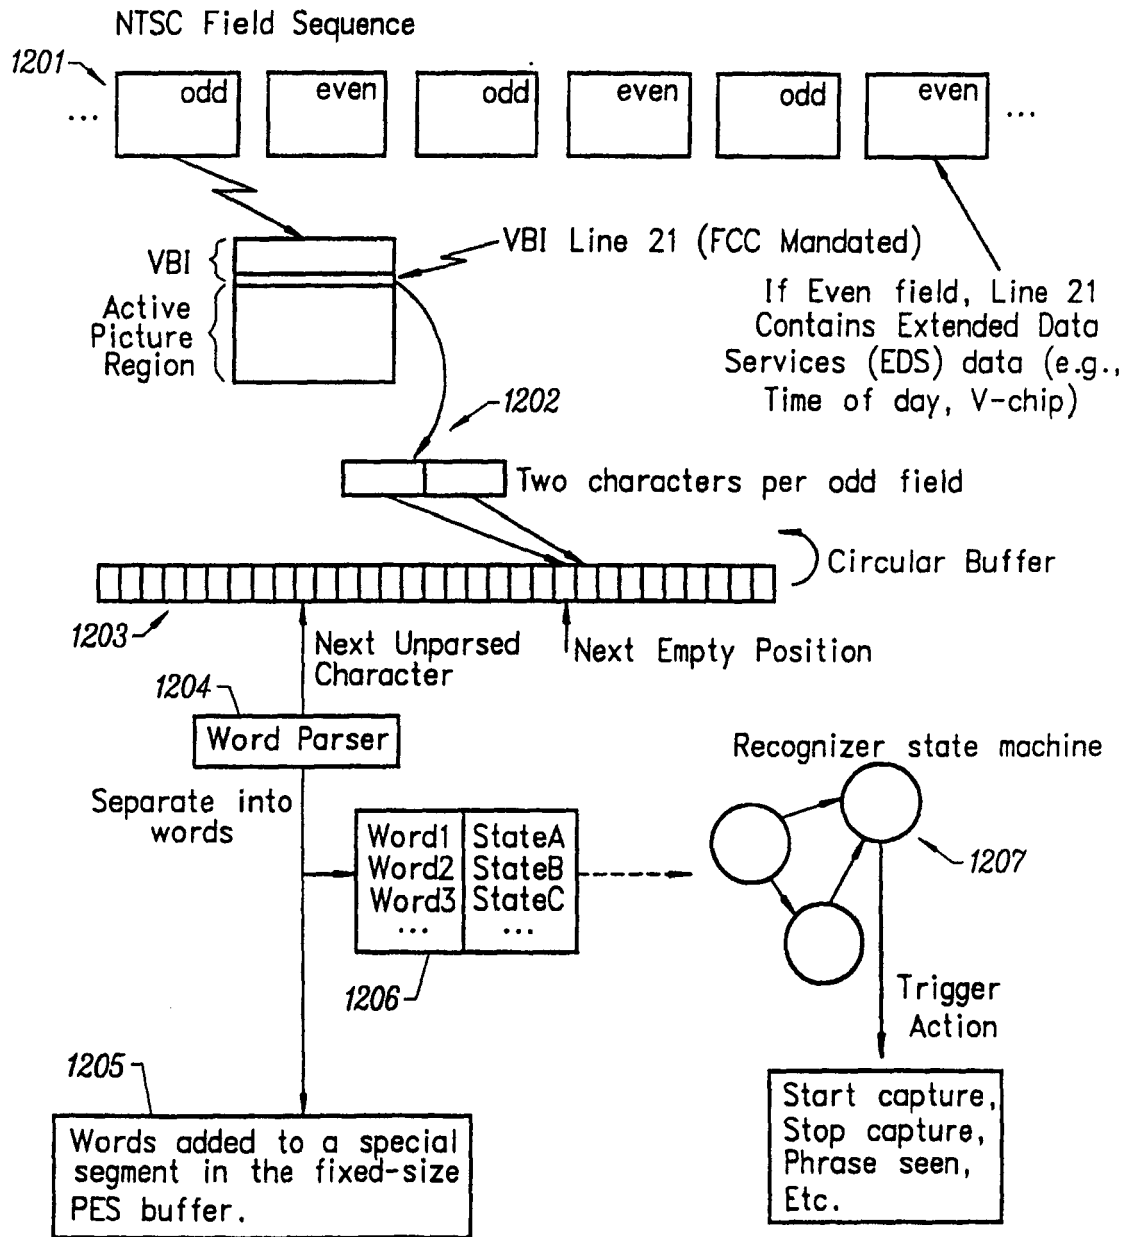 NTSC Field Sequence
1201
... odd even odd even odd even ...
VBI
VBI Line 21 (FCC Mandated)
Active
Picture
Region
If Even field, Line 21
Contains Extended Data
Services (EDS) data (e.g.,
Time of day, V-chip)
1202
Two characters per odd field
Circular Buffer
1203
Next Unparsed
Character
Next Empty Position
1204
Word Parser
Separate into
words
Word1 StateA
Word2 StateB
Word3 StateC
... ...
1206
Recognizer state machine
1207
Trigger
Action
1205
Words added to a special
segment in the fixed-size
PES buffer.
Start capture,
Stop capture,
Phrase seen,
Etc.